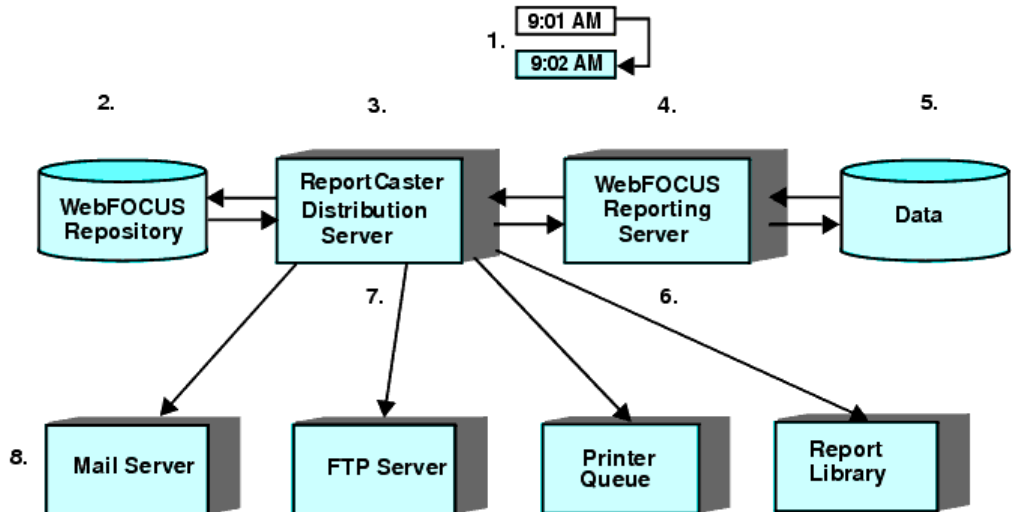 9:01 AM
1.
9:02 AM
2.
3.
4.
5.
WebFOCUS
Repository
ReportCaster
Distribution
Server
WebFOCUS
Reporting
Server
Data
7.
6.
8.
Mail Server
FTP Server
Printer
Queue
Report
Library